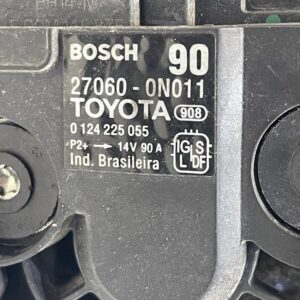 BOSCH 90
27060 - 0N011
TOYOTA 908
0 124 225 055
P2+ → 14V 90 A
Ind. Brasileira
IG S
L DF